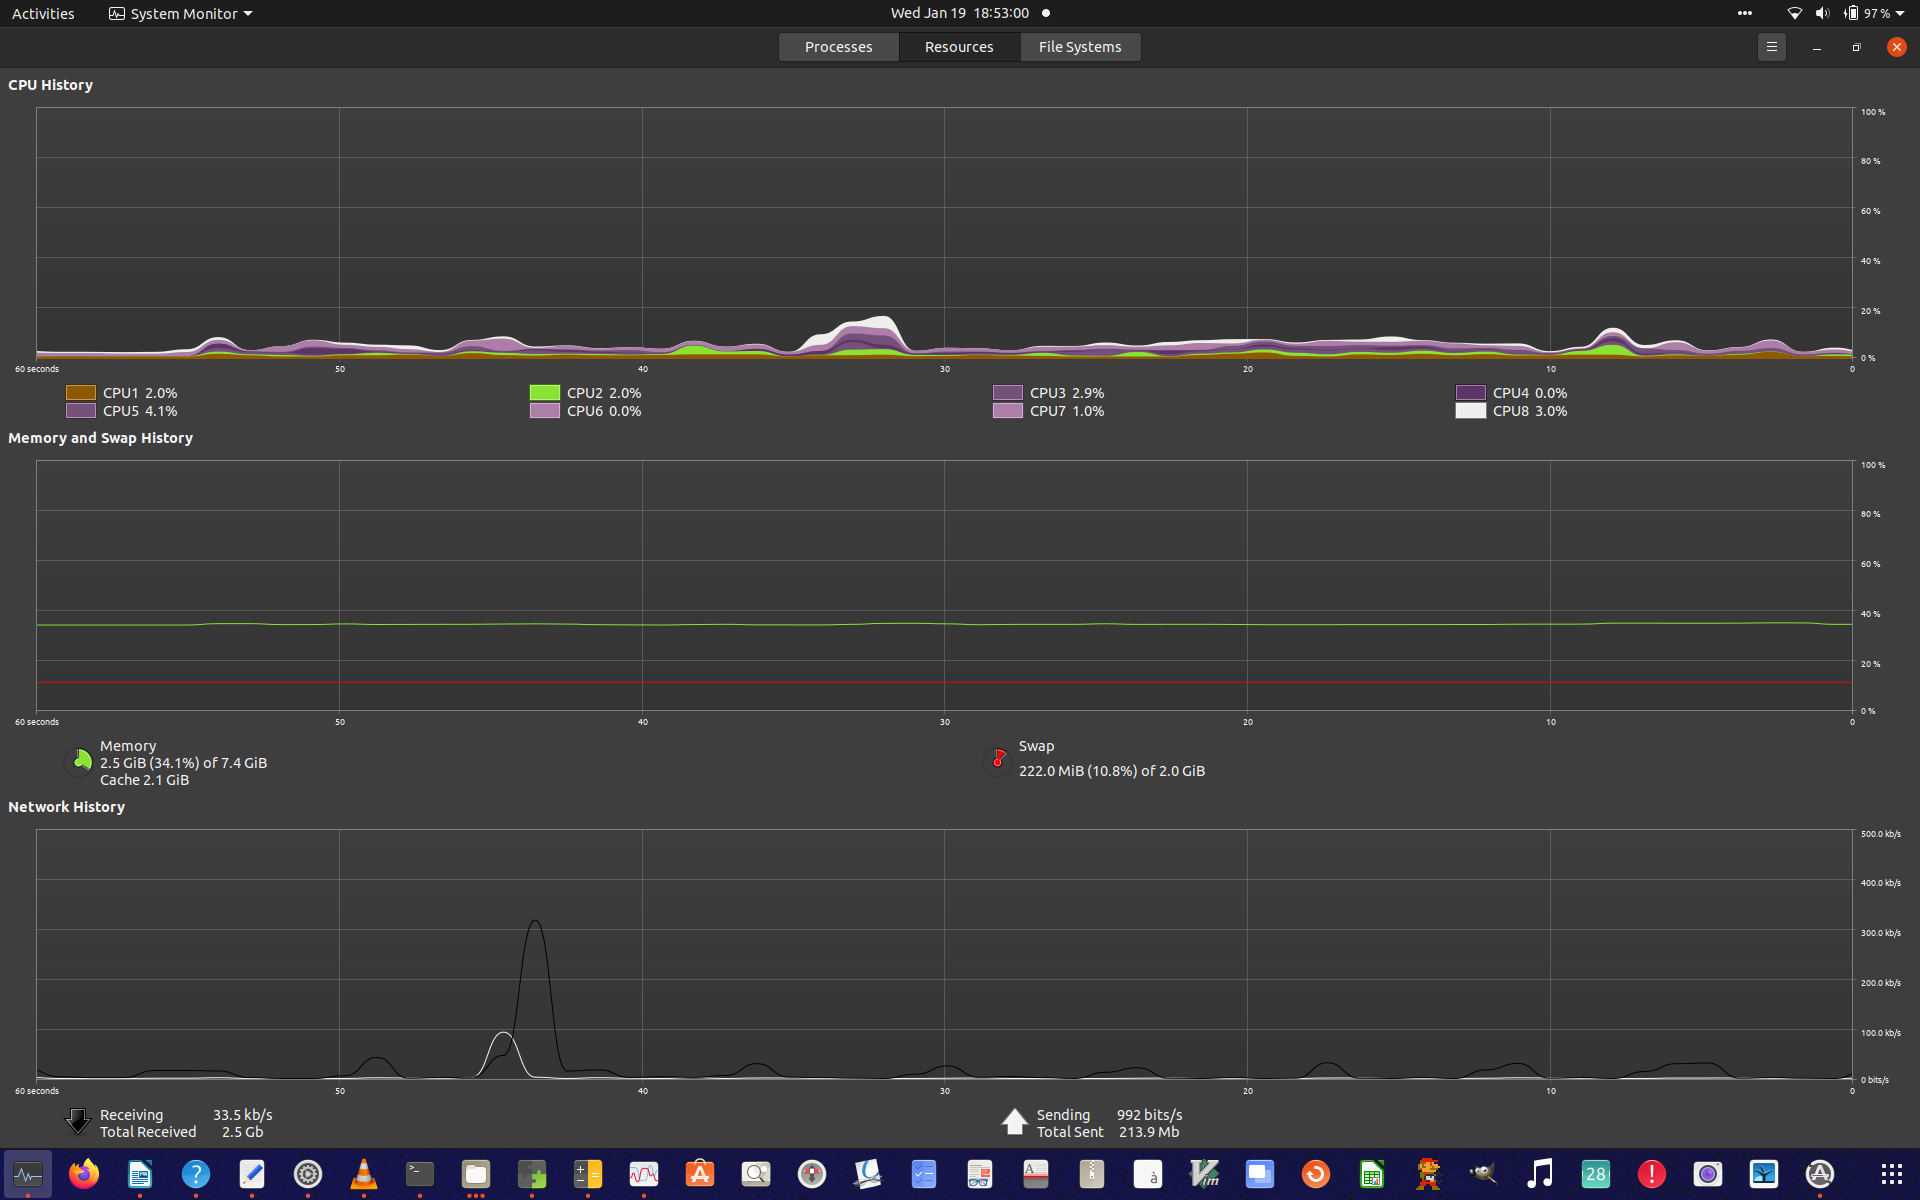 Activities System Monitor Wed Jan 19 18:53:00 97 %
Processes Resources File Systems
CPU History
100 %
80 %
60 %
40 %
20 %
0 %
60 seconds 50 40 30 20 10 0
CPU1 2.0% CPU2 2.0% CPU3 2.9% CPU4 0.0%
CPU5 4.1% CPU6 0.0% CPU7 1.0% CPU8 3.0%
Memory and Swap History
100 %
80 %
60 %
40 %
20 %
0 %
60 seconds 50 40 30 20 10 0
Memory
2.5 GiB (34.1%) of 7.4 GiB
Cache 2.1 GiB
Swap
222.0 MiB (10.8%) of 2.0 GiB
Network History
500.0 kb/s
400.0 kb/s
300.0 kb/s
200.0 kb/s
100.0 kb/s
0 bits/s
60 seconds 50 40 30 20 10 0
Receiving 33.5 kb/s
Total Received 2.5 Gb
Sending 992 bits/s
Total Sent 213.9 Mb
à
Vim
28